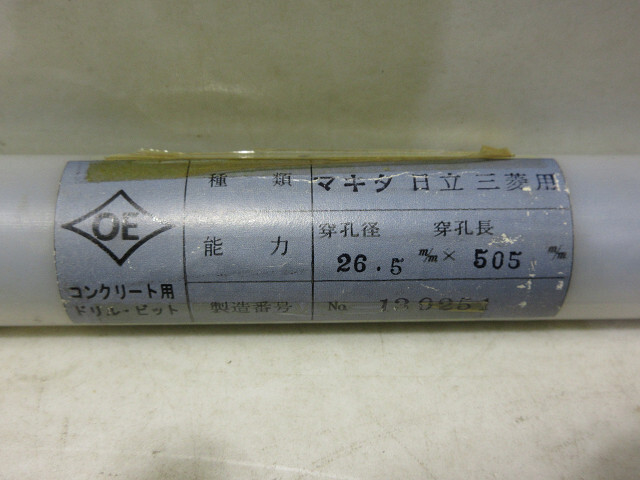 OE
コンクリート用
ドリル・ビット
種類 マキタ 日立 三菱 用
能力 穿孔径 穿孔長
26.5 m/m × 505 m/m
製造番号 No. 139251